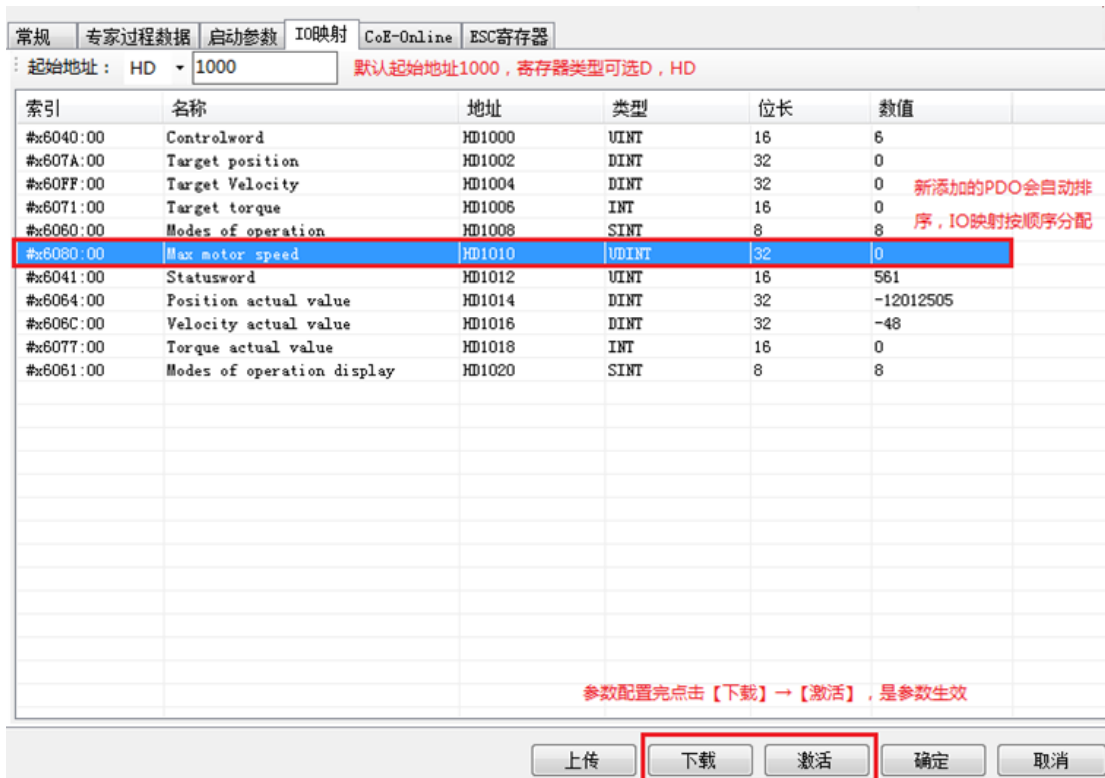 常规 专家过程数据 启动参数 IO映射 CoE-Online ESC寄存器
起始地址： HD 1000 默认起始地址1000，寄存器类型可选D，HD
索引 名称 地址 类型 位长 数值
#x6040:00 Controlword HD1000 UINT 16 6
#x607A:00 Target position HD1002 DINT 32 0
#x60FF:00 Target Velocity HD1004 DINT 32 0
#x6071:00 Target torque HD1006 INT 16 0
#x6060:00 Modes of operation HD1008 SINT 8 8
新添加的PDO会自动排
序，IO映射按顺序分配
#x6080:00 Max motor speed HD1010 UDINT 32 0
#x6041:00 Statusword HD1012 UINT 16 561
#x6064:00 Position actual value HD1014 DINT 32 -12012505
#x606C:00 Velocity actual value HD1016 DINT 32 -48
#x6077:00 Torque actual value HD1018 INT 16 0
#x6061:00 Modes of operation display HD1020 SINT 8 8
参数配置完点击【下载】→【激活】，是参数生效
上传 下载 激活 确定 取消